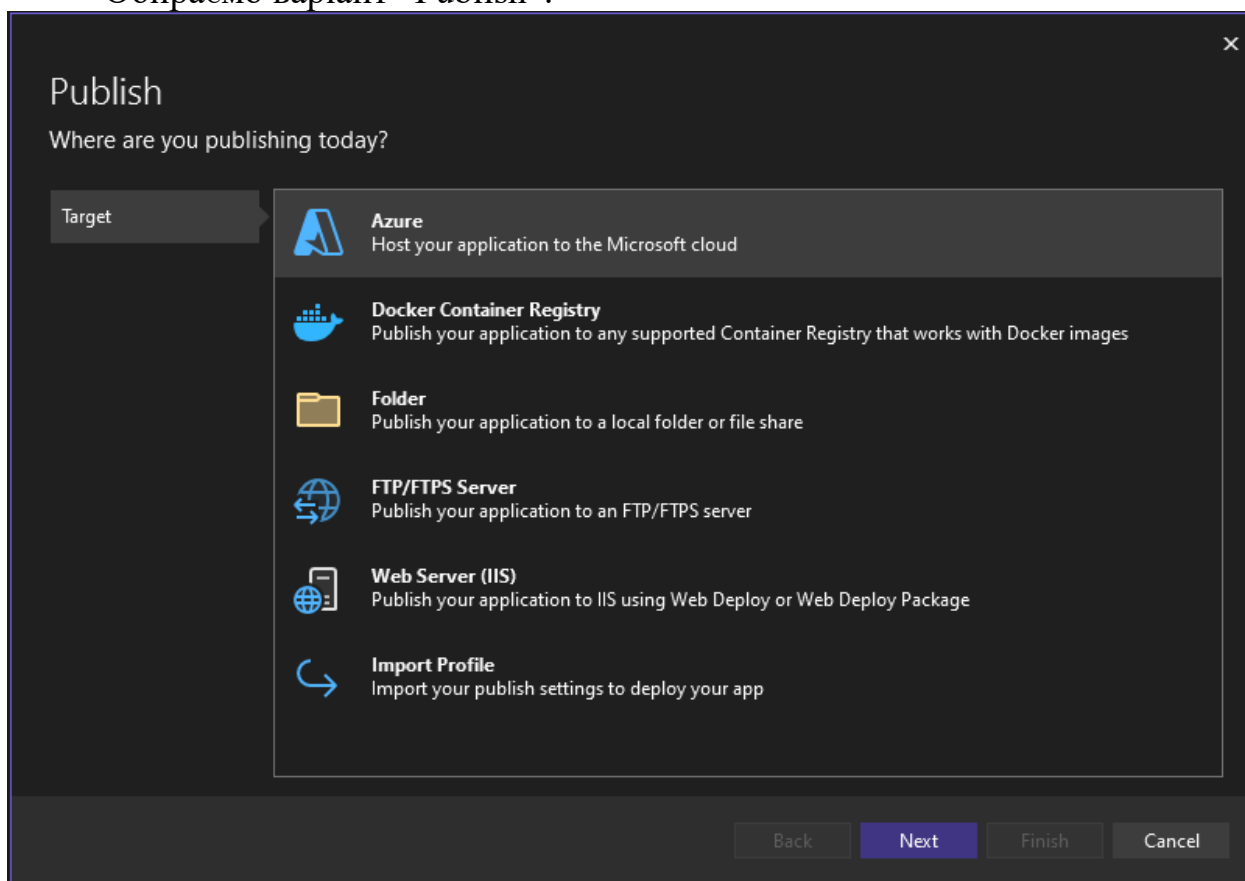 Обираємо варіант "Publish".
Publish
Where are you publishing today?
Target
Azure
Host your application to the Microsoft cloud
Docker Container Registry
Publish your application to any supported Container Registry that works with Docker images
Folder
Publish your application to a local folder or file share
FTP/FTPS Server
Publish your application to an FTP/FTPS server
Web Server (IIS)
Publish your application to IIS using Web Deploy or Web Deploy Package
Import Profile
Import your publish settings to deploy your app
Back Next Finish Cancel